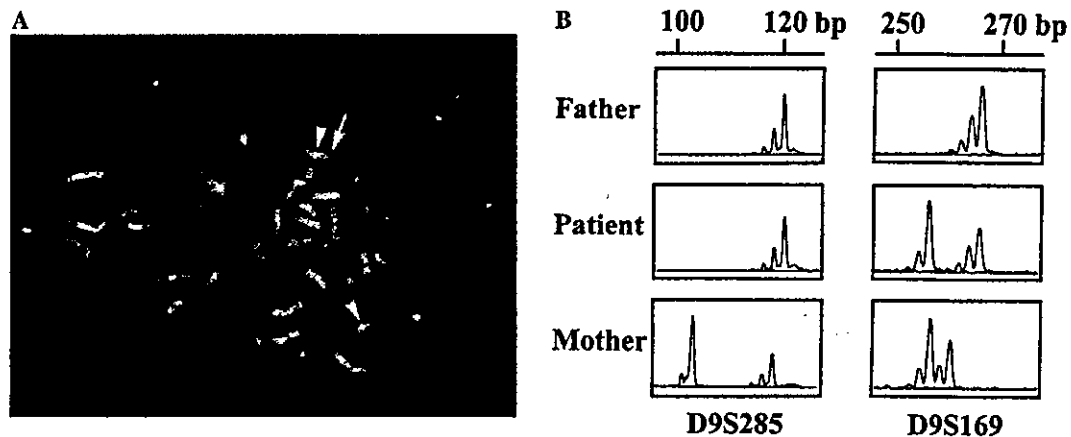 A
B
100 120 bp 250 270 bp
Father
Patient
Mother
D9S285 D9S169